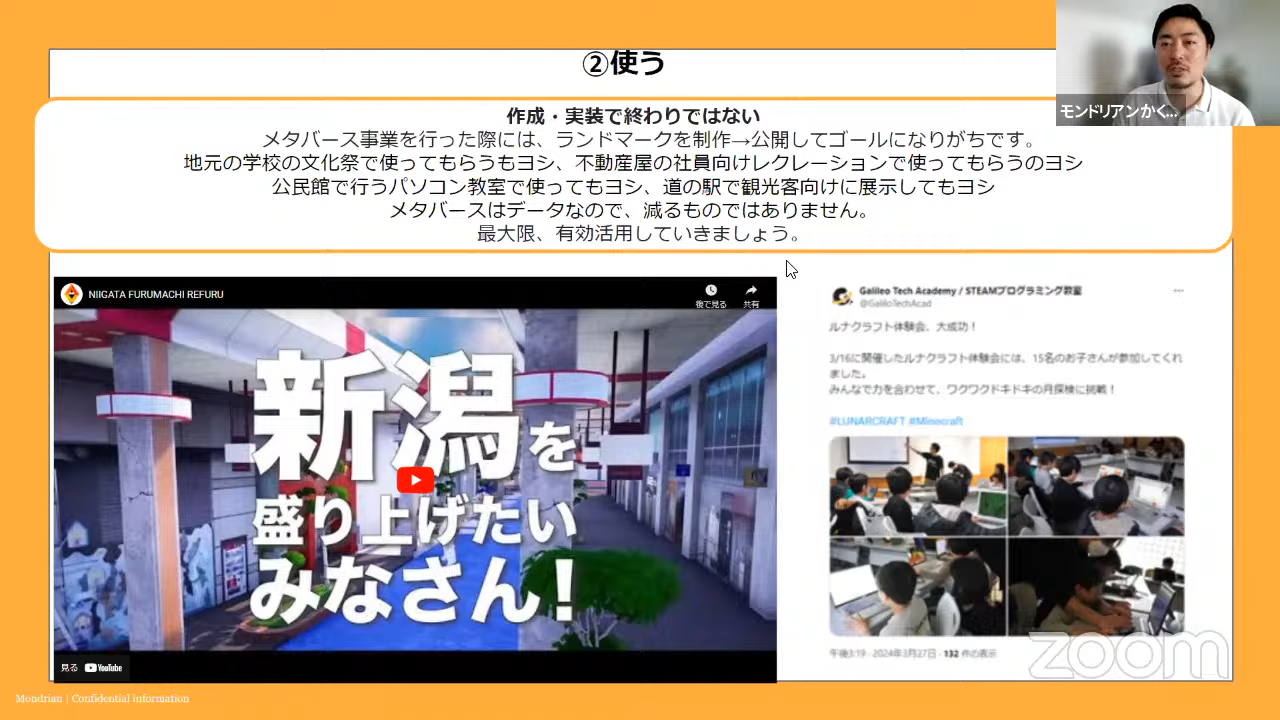 ②使う
モンドリアンかく...
作成・実装で終わりではない
メタバース事業を行った際には、ランドマークを制作→公開してゴールになりがちです。
地元の学校の文化祭で使ってもらうもヨシ、不動産屋の社員向けレクレーションで使ってもらうのヨシ
公民館で行うパソコン教室で使ってもヨシ、道の駅で観光客向けに展示してもヨシ
メタバースはデータなので、減るものではありません。
最大限、有効活用していきましょう。
NIIGATA FURUMACHI REFURU
後で見る
共有
新潟を
盛り上げたい
みなさん!
見る YouTube
Galileo Tech Academy / STEAMプログラミング教室
@GalileoTechAcad
ルナクラフト体験会、大成功！
3/16に開催したルナクラフト体験会には、15名のお子さんが参加してくれ
ました。
みんなで力を合わせて、ワクワクドキドキの月探検に挑戦！
#LUNARCRAFT #Minecraft
午後3:19 · 2024年3月27日 · 132 件の表示
zoom
Mondrian | Confidential information